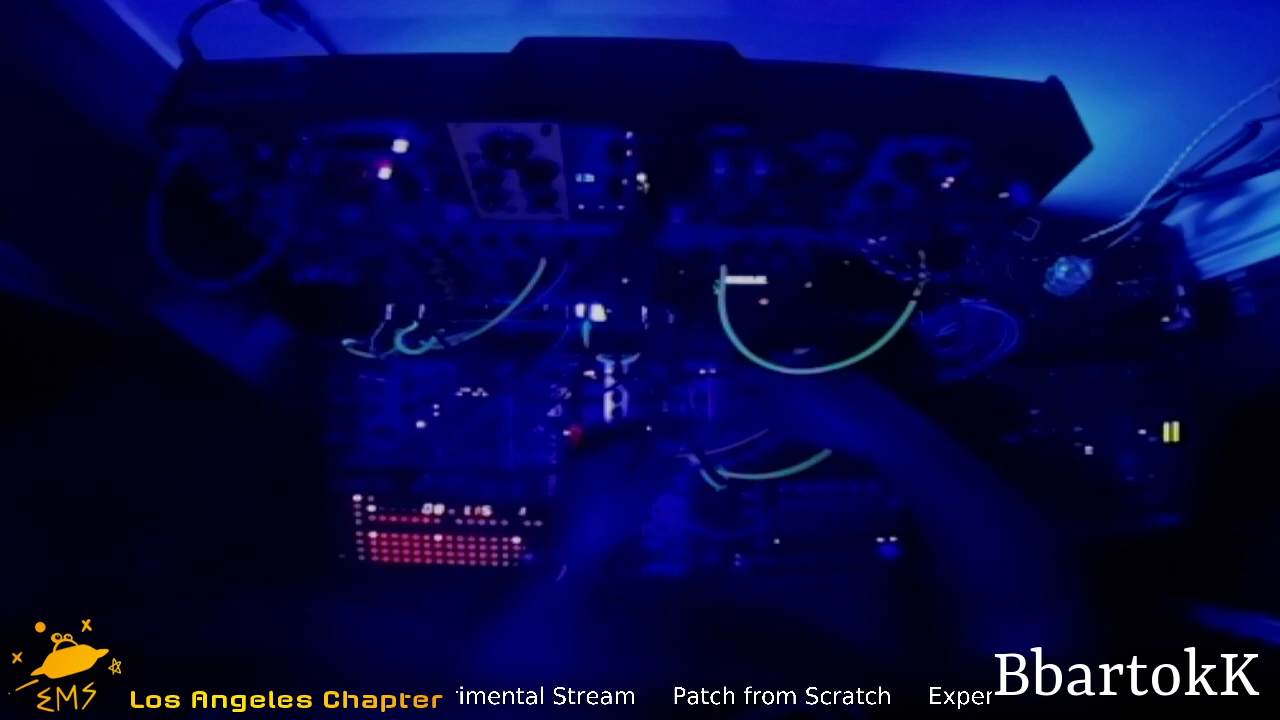 EMS
Los Angeles Chapter
imental Stream Patch from Scratch Exper
BbartokK